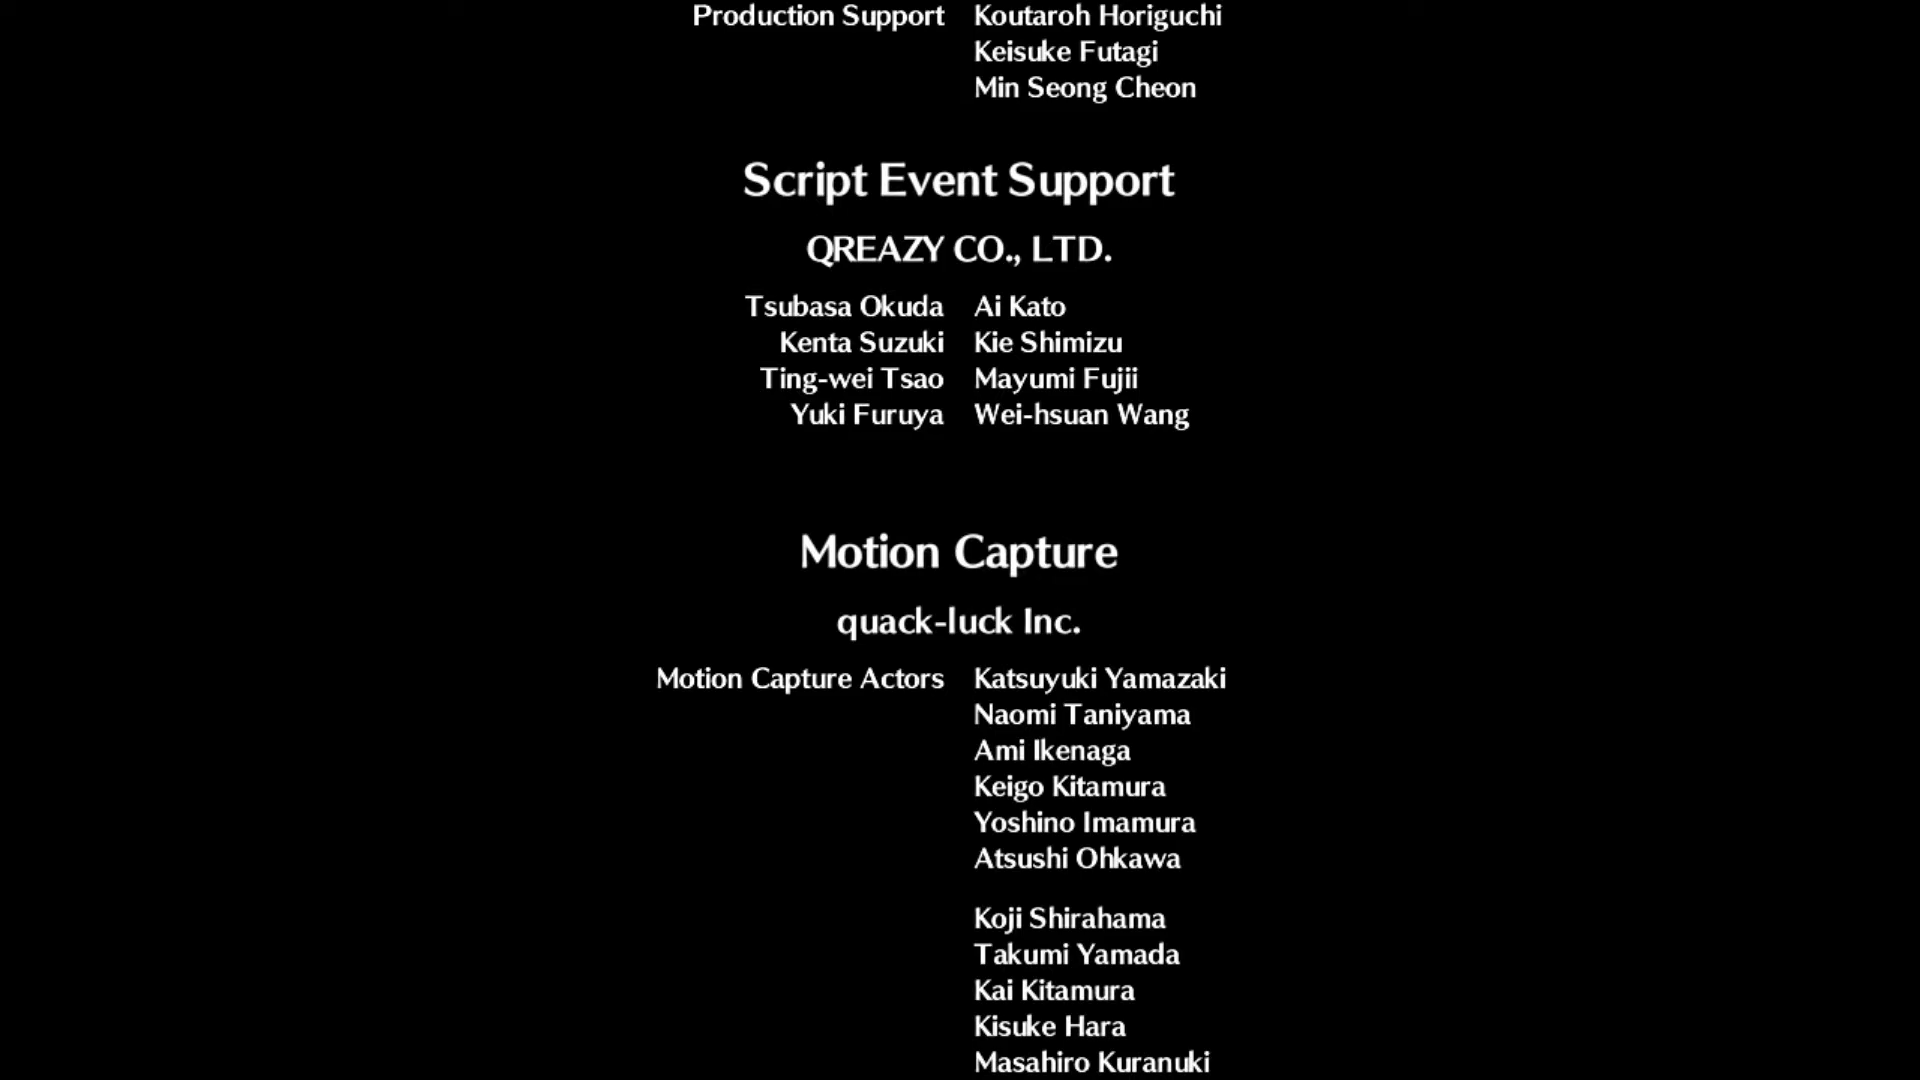 Production Support Koutaroh Horiguchi
Keisuke Futagi
Min Seong Cheon
Script Event Support
QREAZY CO., LTD.
Tsubasa Okuda Ai Kato
Kenta Suzuki Kie Shimizu
Ting-wei Tsao Mayumi Fujii
Yuki Furuya Wei-hsuan Wang
Motion Capture
quack-luck Inc.
Motion Capture Actors Katsuyuki Yamazaki
Naomi Taniyama
Ami Ikenaga
Keigo Kitamura
Yoshino Imamura
Atsushi Ohkawa
Koji Shirahama
Takumi Yamada
Kai Kitamura
Kisuke Hara
Masahiro Kuranuki